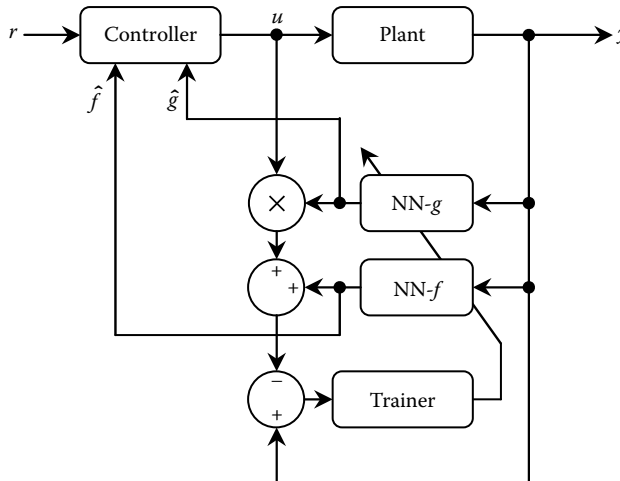 r
Controller
u
Plant
f̂
ĝ
×
NN-g
+
+
NN-f
−
+
Trainer